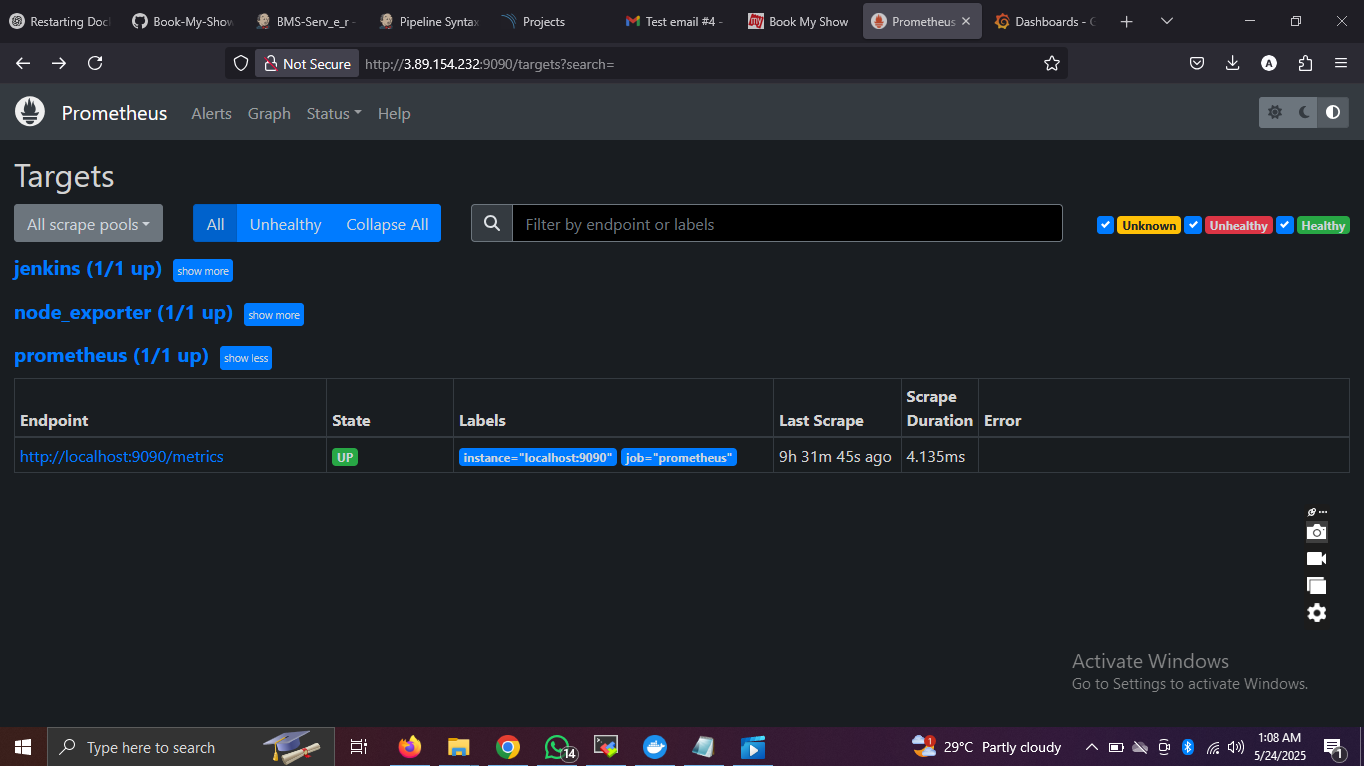 Restarting Doc
Book-My-Show
BMS-Serv_e_r -
Pipeline Syntax
Projects
Test email #4 -
Book My Show
Prometheus
Dashboards - G
Not Secure
http://3.89.154.232:9090/targets?search=
A
Prometheus
Alerts
Graph
Status
Help
Targets
All scrape pools
All
Unhealthy
Collapse All
Filter by endpoint or labels
Unknown
Unhealthy
Healthy
jenkins (1/1 up)
show more
node_exporter (1/1 up)
show more
prometheus (1/1 up)
show less
Endpoint
State
Labels
Last Scrape
Scrape
Duration
Error
http://localhost:9090/metrics
UP
instance="localhost:9090"
job="prometheus"
9h 31m 45s ago
4.135ms
Activate Windows
Go to Settings to activate Windows.
Type here to search
14
1
29°C
Partly cloudy
1:08 AM
5/24/2025
1